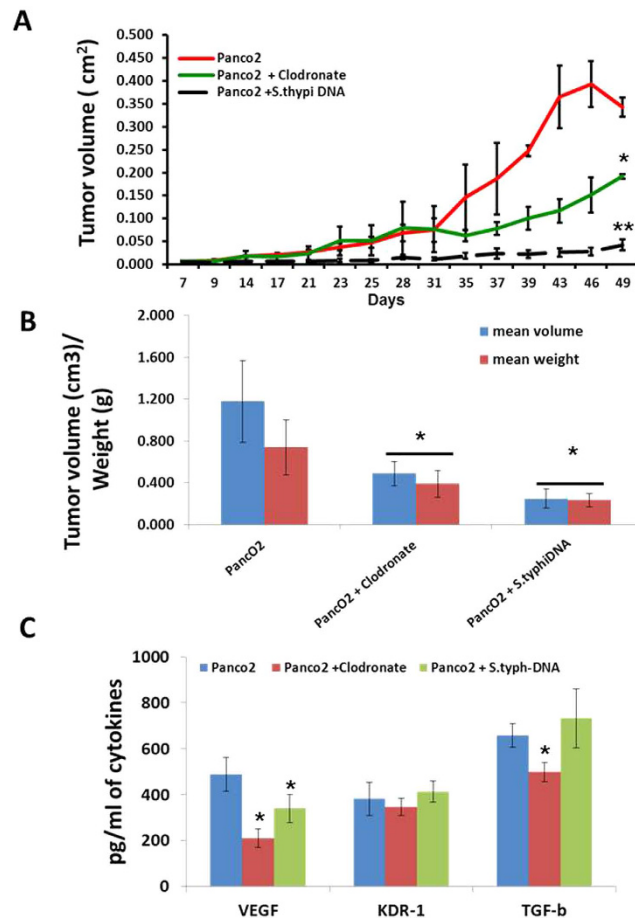 A
Tumor volume ( cm2)
0.500
0.450
0.400
0.350
0.300
0.250
0.200
0.150
0.100
0.050
0.000
Panco2
Panco2 + Clodronate
Panco2 +S.thypi DNA
*
**
7 9 14 17 21 23 25 28 31 35 37 39 43 46 49
Days
B
Tumor volume (cm3)/
Weight (g)
2.000
1.600
1.200
0.800
0.400
0.000
mean volume
mean weight
*
*
PancO2
PancO2 + Clodronate
PancO2 + S.typhiDNA
C
pg/ml of cytokines
1000
800
600
400
200
0
Panco2 Panco2 +Clodronate Panco2 + S.typh-DNA
*
*
*
VEGF KDR-1 TGF-b